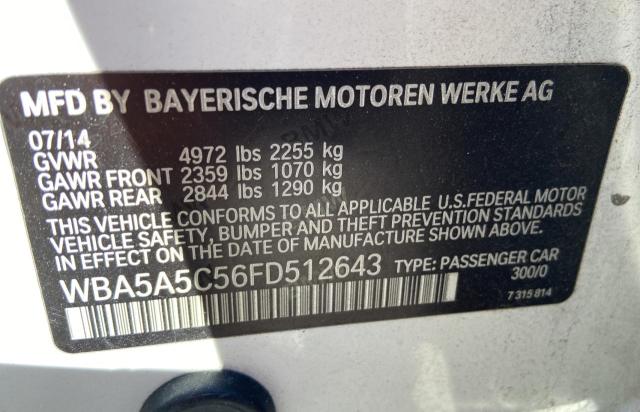 MFD BY BAYERISCHE MOTOREN WERKE AG
07/14
GVWR 4972 lbs 2255 kg
GAWR FRONT 2359 lbs 1070 kg
GAWR REAR 2844 lbs 1290 kg
THIS VEHICLE CONFORMS TO ALL APPLICABLE U.S.FEDERAL MOTOR
VEHICLE SAFETY, BUMPER AND THEFT PREVENTION STANDARDS
IN EFFECT ON THE DATE OF MANUFACTURE SHOWN ABOVE.
WBA5A5C56FD512643 TYPE: PASSENGER CAR
300/0
7 315 814